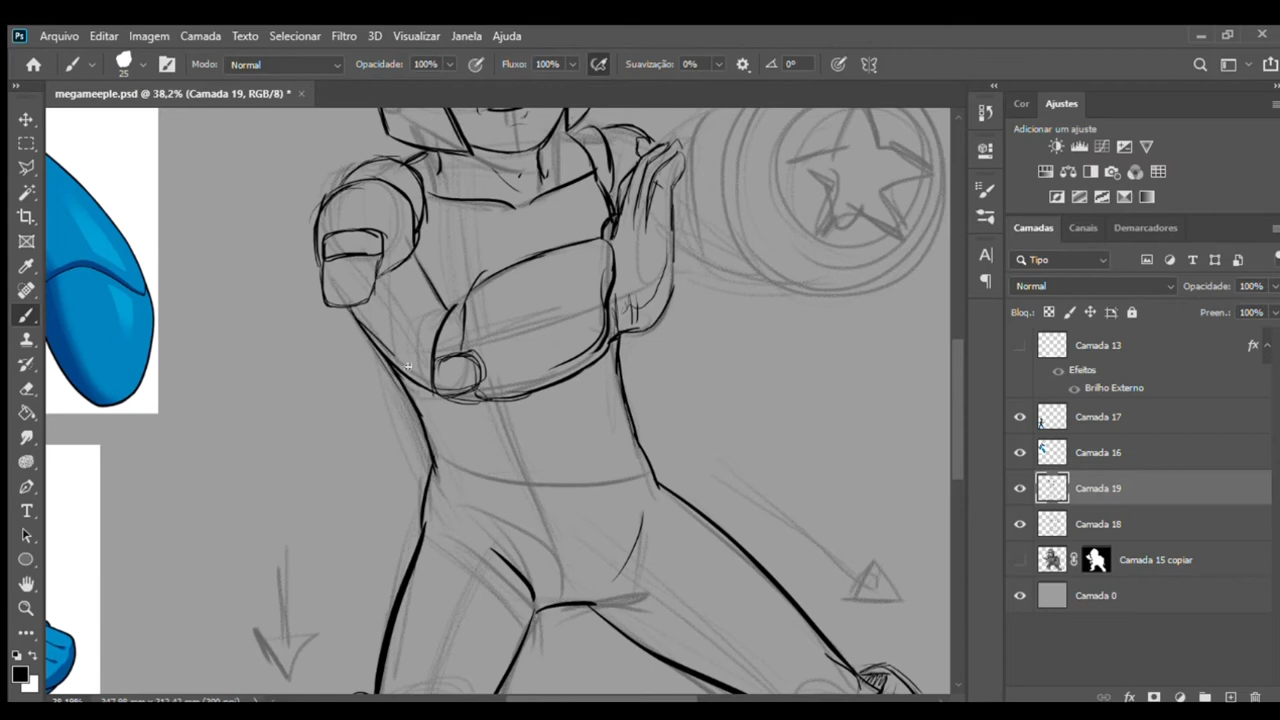 Ps Arquivo Editar Imagem Camada Texto Selecionar Filtro 3D Visualizar Janela Ajuda
25 Modo: Normal Opacidade: 100% Fluxo: 100% Suavização: 0% 0°
megameeple.psd @ 38,2% (Camada 19, RGB/8) *
Cor Ajustes
Adicionar um ajuste
Camadas Canais Demarcadores
Tipo
Normal Opacidade: 100%
Bloq.: Preen.: 100%
Camada 13 fx
Efeitos
Brilho Externo
Camada 17
Camada 16
Camada 19
Camada 18
Camada 15 copiar
Camada 0